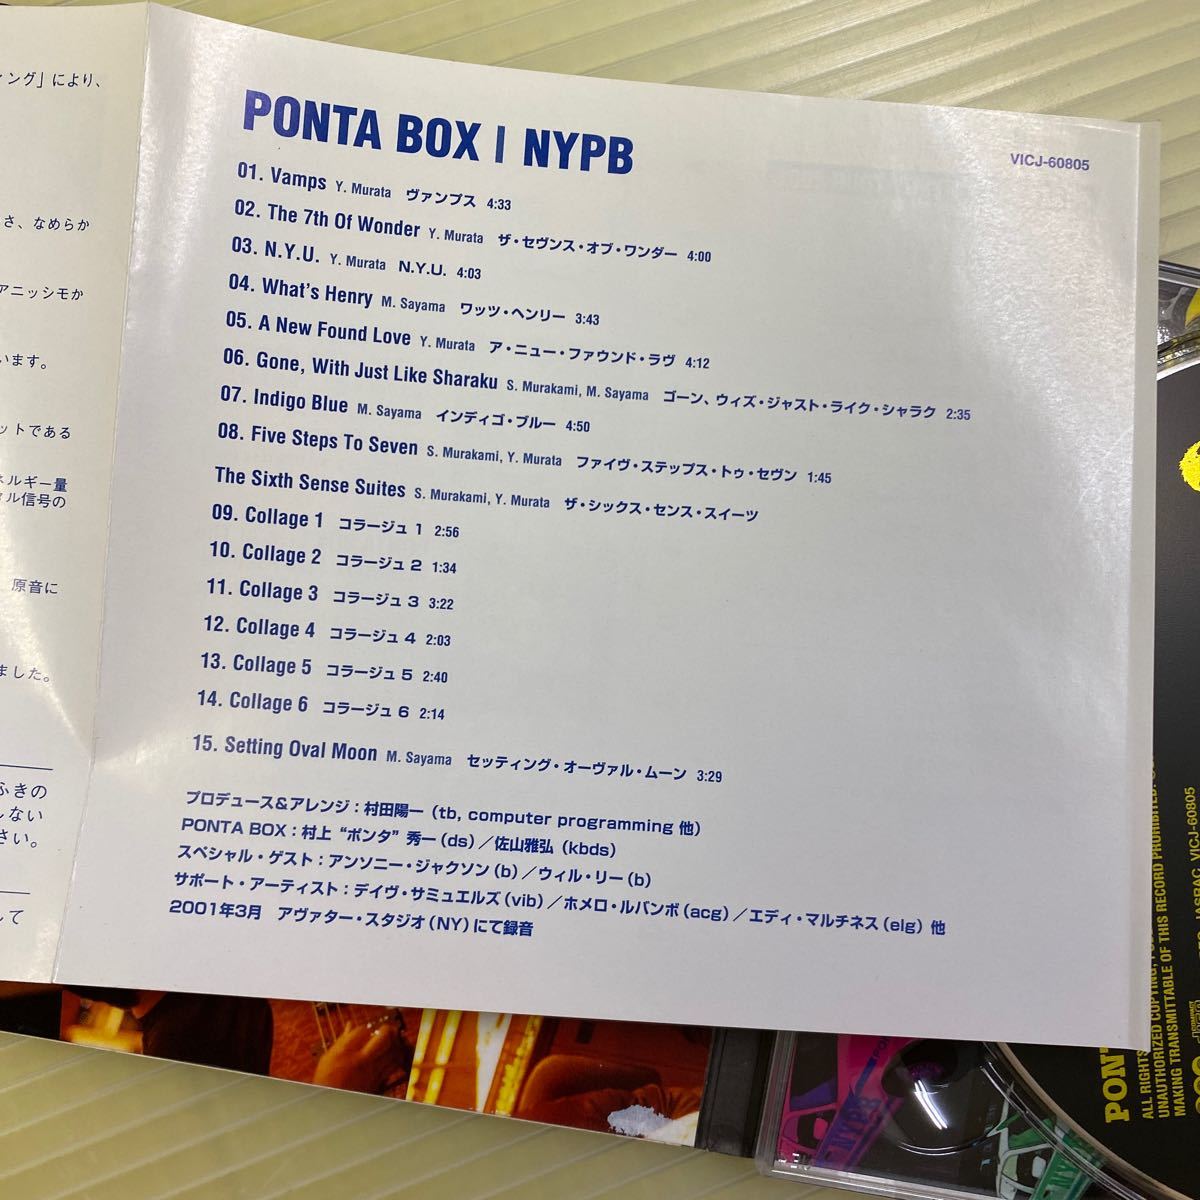 ィング」により、
さ、なめらか
アニッシモか
います。
ットである
ネルギー量
タル信号の
原音に
ました。
ふきの
しない
さい。
して
PONTA BOX | NYPB
VICJ-60805
01. Vamps Y. Murata ヴァンプス 4:33
02. The 7th Of Wonder Y. Murata ザ・セヴンス・オブ・ワンダー 4:00
03. N.Y.U. Y. Murata N.Y.U. 4:03
04. What's Henry M. Sayama ワッツ・ヘンリー 3:43
05. A New Found Love Y. Murata ア・ニュー・ファウンド・ラヴ 4:12
06. Gone, With Just Like Sharaku S. Murakami, M. Sayama ゴーン、ウィズ・ジャスト・ライク・シャラク 2:35
07. Indigo Blue M. Sayama インディゴ・ブルー 4:50
08. Five Steps To Seven S. Murakami, Y. Murata ファイヴ・ステップス・トゥ・セヴン 1:45
The Sixth Sense Suites S. Murakami, Y. Murata ザ・シックス・センス・スイーツ
09. Collage 1 コラージュ 1 2:56
10. Collage 2 コラージュ 2 1:34
11. Collage 3 コラージュ 3 3:22
12. Collage 4 コラージュ 4 2:03
13. Collage 5 コラージュ 5 2:40
14. Collage 6 コラージュ 6 2:14
15. Setting Oval Moon M. Sayama セッティング・オーヴァル・ムーン 3:29
プロデュース&アレンジ:村田陽一(tb, computer programming 他)
PONTA BOX:村上“ポンタ”秀一(ds)/佐山雅弘(kbds)
スペシャル・ゲスト:アンソニー・ジャクソン(b)/ウィル・リー(b)
サポート・アーティスト:デイヴ・サミュエルズ(vib)/ホメロ・ルバンボ(acg)/エディ・マルチネス(elg)他
2001年3月 アヴァター・スタジオ(NY)にて録音
PONT
ALL RIGHTS
UNAUTHORIZED COPYING,
MAKING TRANSMITTABLE OF THIS RECORD PROHIBITED.
JASRAC VICJ-60805
NYPB
NY